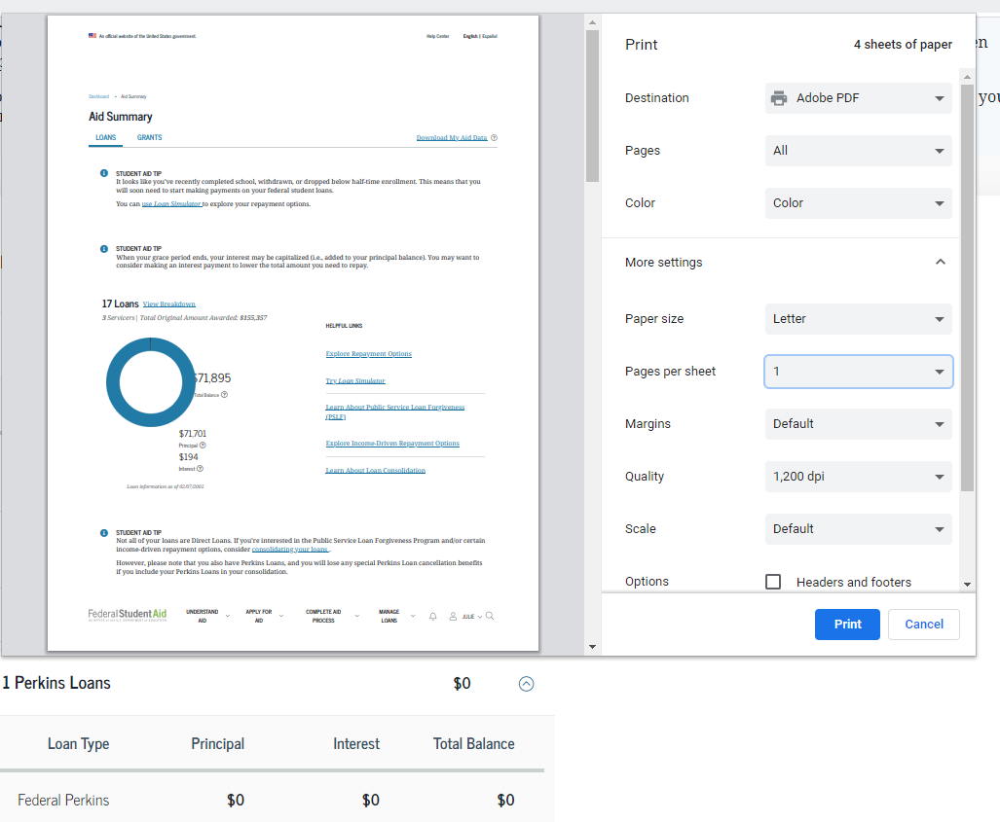 An official website of the United States government.
Help Center English | Español
Dashboard • Aid Summary
Aid Summary
LOANS GRANTS
Download My Aid Data
STUDENT AID TIP
It looks like you've recently completed school, withdrawn, or dropped below half-time enrollment. This means that you
will soon need to start making payments on your federal student loans.
You can use Loan Simulator to explore your repayment options.
STUDENT AID TIP
When your grace period ends, your interest may be capitalized (i.e., added to your principal balance). You may want to
consider making an interest payment to lower the total amount you need to repay.
17 Loans View Breakdown
3 Servicers | Total Original Amount Awarded: $155,357
$71,895
Total Balance
$71,701
Principal
$194
Interest
Loan information as of 02/07/2002
HELPFUL LINKS
Explore Repayment Options
Try Loan Simulator
Learn About Public Service Loan Forgiveness
(PSLF)
Explore Income-Driven Repayment Options
Learn About Loan Consolidation
STUDENT AID TIP
Not all of your loans are Direct Loans. If you're interested in the Public Service Loan Forgiveness Program and/or certain
income-driven repayment options, consider consolidating your loans.
However, please note that you also have Perkins Loans, and you will lose any special Perkins Loan cancellation benefits
if you include your Perkins Loans in your consolidation.
Federal Student Aid
UNDERSTAND
AID
APPLY FOR
AID
COMPLETE AID
PROCESS
MANAGE
LOANS
JULIE
Print 4 sheets of paper
Destination Adobe PDF
Pages All
Color Color
More settings
Paper size Letter
Pages per sheet 1
Margins Default
Quality 1,200 dpi
Scale Default
Options Headers and footers
Print Cancel
1 Perkins Loans $0
Loan Type Principal Interest Total Balance
Federal Perkins $0 $0 $0